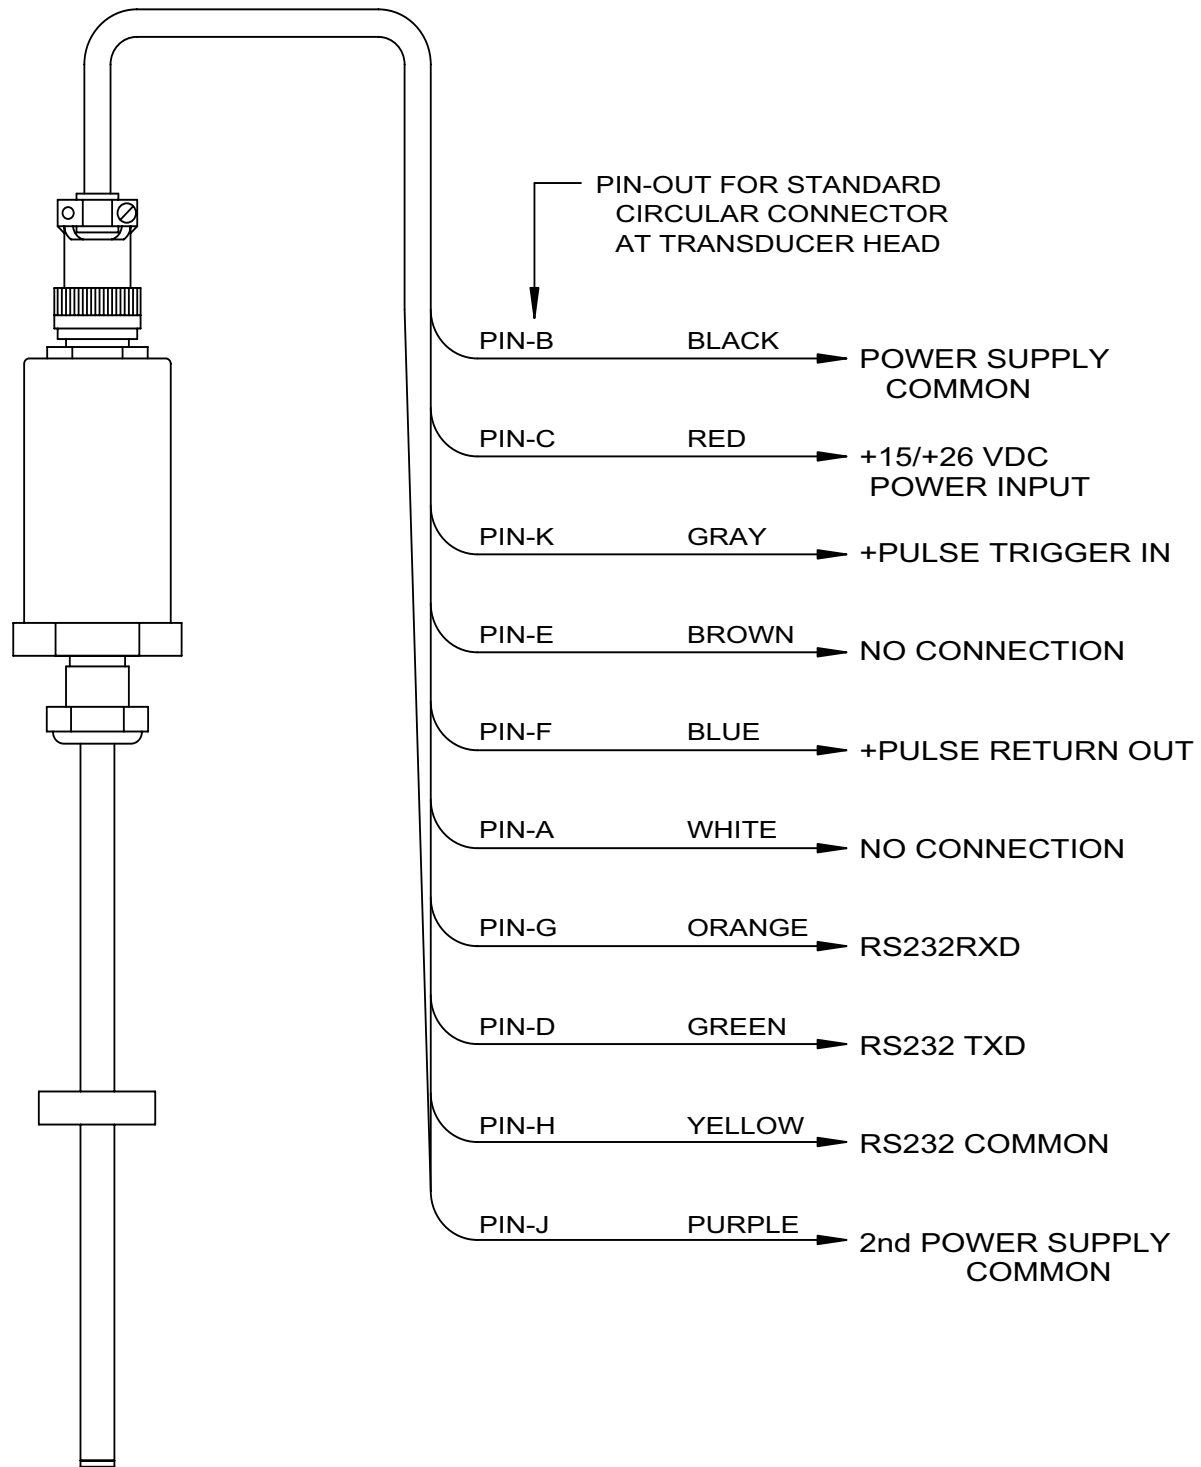 PIN-OUT FOR STANDARD
CIRCULAR CONNECTOR
AT TRANSDUCER HEAD
PIN-B BLACK POWER SUPPLY
COMMON
PIN-C RED +15/+26 VDC
POWER INPUT
PIN-K GRAY +PULSE TRIGGER IN
PIN-E BROWN NO CONNECTION
PIN-F BLUE +PULSE RETURN OUT
PIN-A WHITE NO CONNECTION
PIN-G ORANGE RS232RXD
PIN-D GREEN RS232 TXD
PIN-H YELLOW RS232 COMMON
PIN-J PURPLE 2nd POWER SUPPLY
COMMON